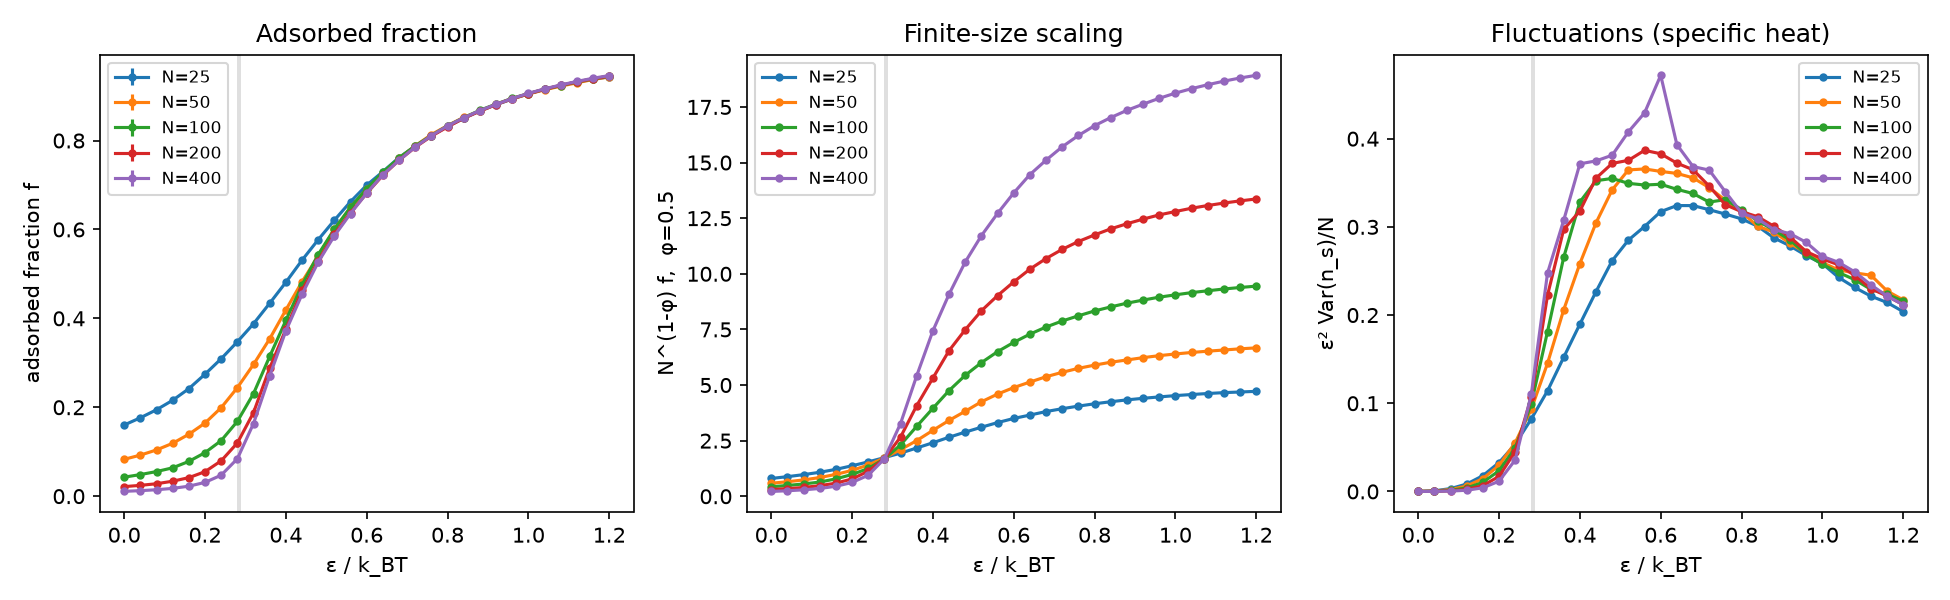 Adsorbed fraction
adsorbed fraction f
0.8
0.6
0.4
0.2
0.0
N=25
N=50
N=100
N=200
N=400
0.0 0.2 0.4 0.6 0.8 1.0 1.2
ε / k_BT
Finite-size scaling
N^(1-φ) f,  φ=0.5
17.5
15.0
12.5
10.0
7.5
5.0
2.5
0.0
N=25
N=50
N=100
N=200
N=400
0.0 0.2 0.4 0.6 0.8 1.0 1.2
ε / k_BT
Fluctuations (specific heat)
ε² Var(n_s)/N
0.4
0.3
0.2
0.1
0.0
N=25
N=50
N=100
N=200
N=400
0.0 0.2 0.4 0.6 0.8 1.0 1.2
ε / k_BT